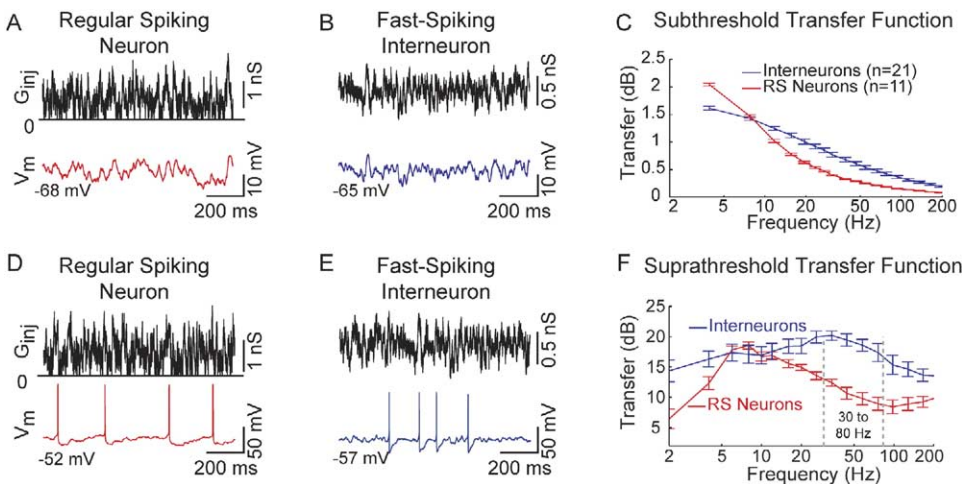 A
Regular Spiking
Neuron
G inj
0
1 nS
Vm
-68 mV
10 mV
200 ms
B
Fast-Spiking
Interneuron
0.5 nS
-65 mV
10 mV
200 ms
C
Subthreshold Transfer Function
Interneurons (n=21)
RS Neurons (n=11)
Transfer (dB)
2.5
2
1.5
1
0.5
0
2 5 10 20 50 100 200
Frequency (Hz)
D
Regular Spiking
Neuron
G inj
0
1 nS
Vm
-52 mV
50 mV
200 ms
E
Fast-Spiking
Interneuron
0.5 nS
-57 mV
50 mV
200 ms
F
Suprathreshold Transfer Function
Interneurons
RS Neurons
30 to
80 Hz
Transfer (dB)
25
20
15
10
5
2 5 10 20 50 100 200
Frequency (Hz)